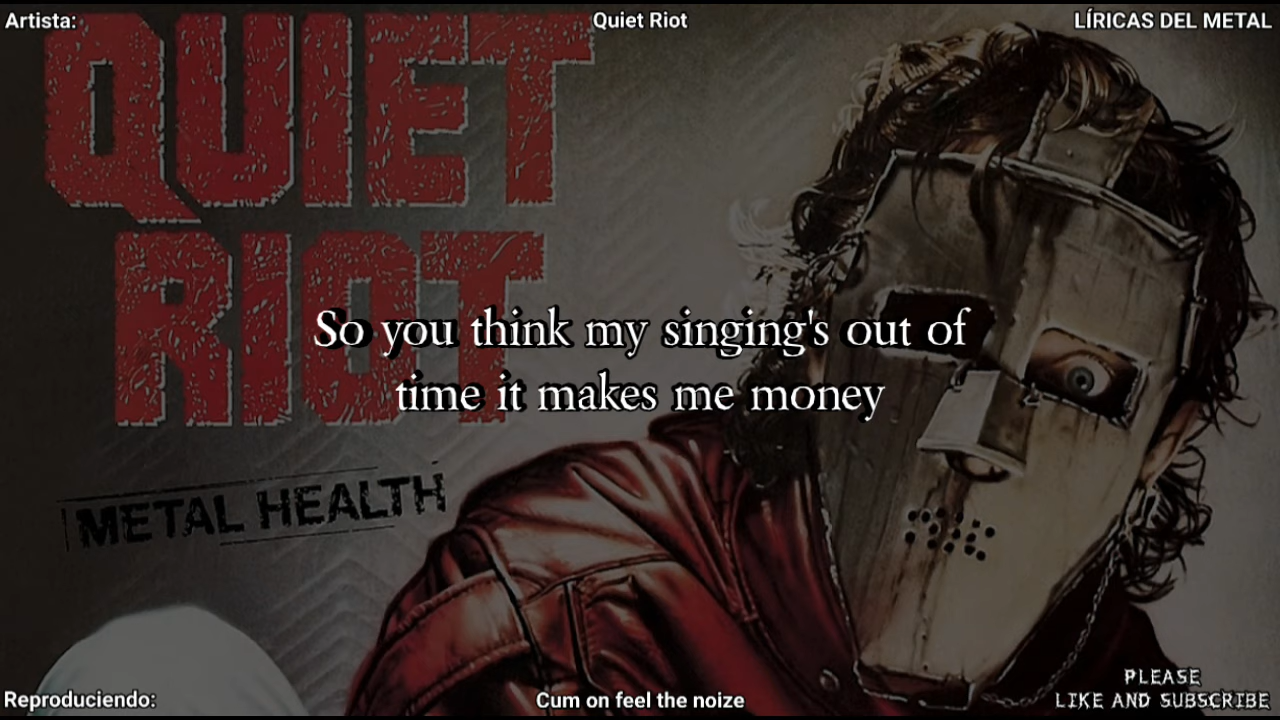 Artista:
Quiet Riot
LÍRICAS DEL METAL
QUIET
RIOT
So you think my singing's out of
time it makes me money
METAL HEALTH
PLEASE
LIKE AND SUBSCRIBE
Reproduciendo:
Cum on feel the noize